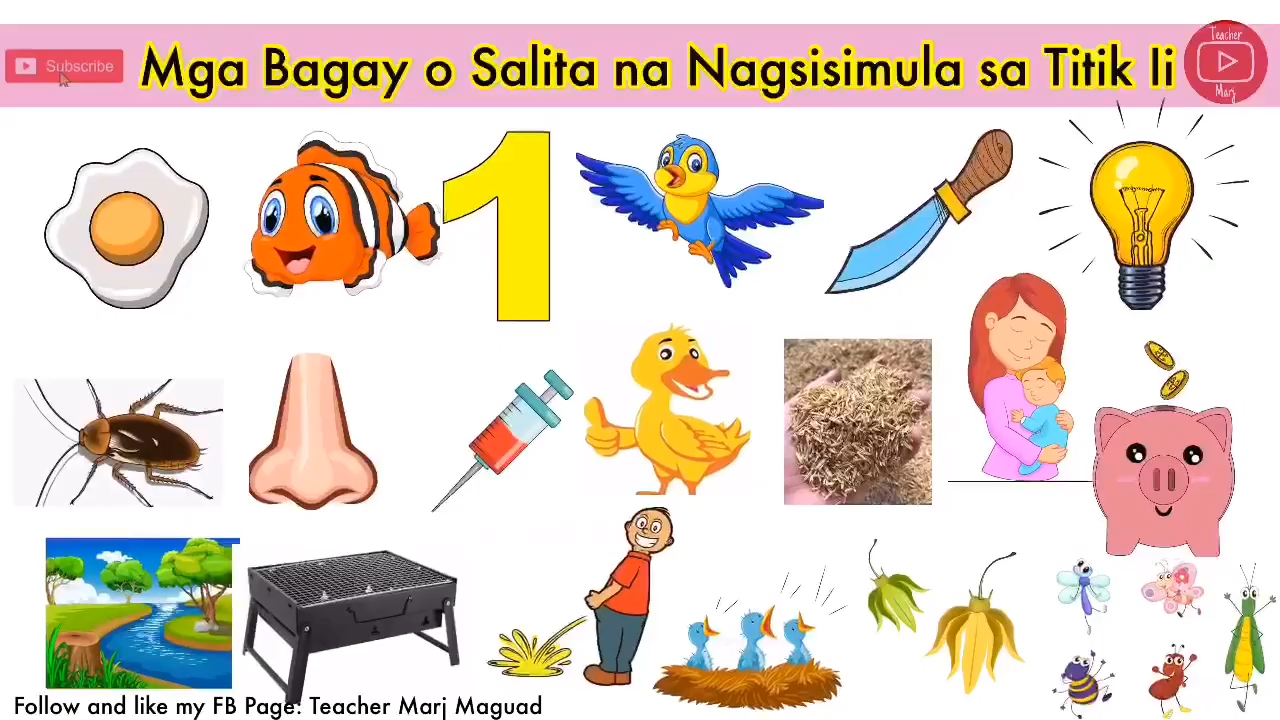 Subscribe
Mga Bagay o Salita na Nagsisimula sa Titik Ii
Teacher
Marj
1
Follow and like my FB Page: Teacher Marj Maguad